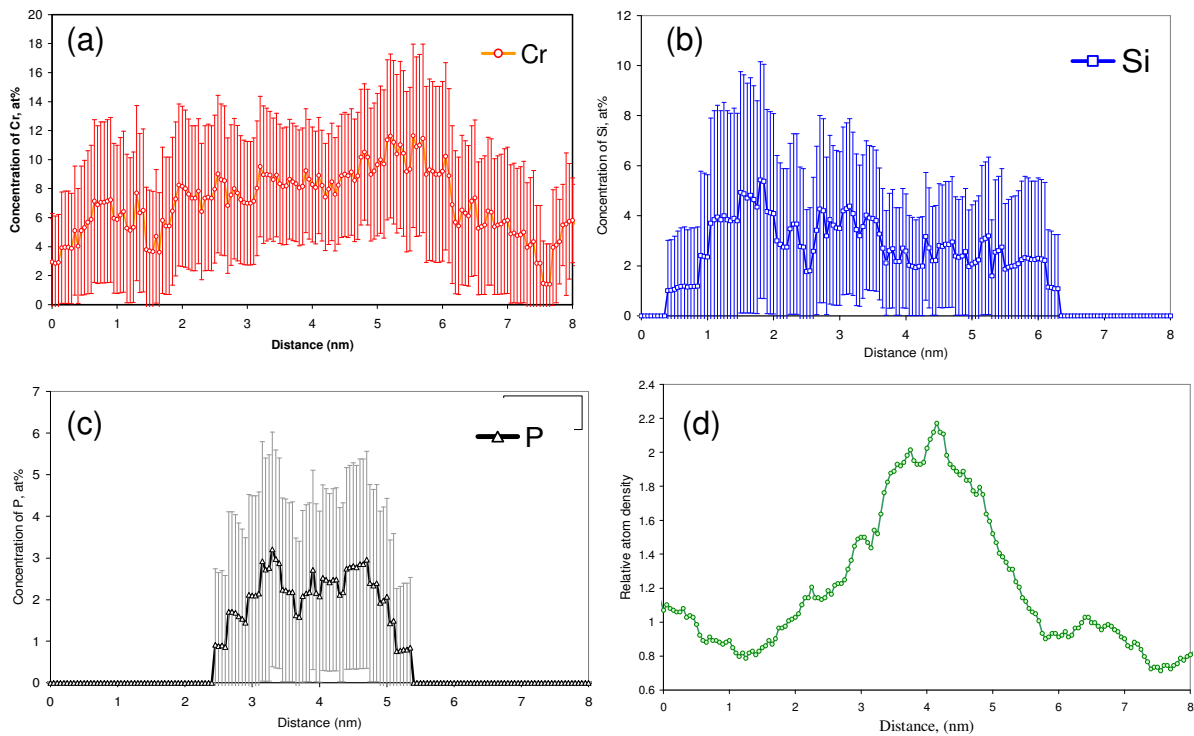 (a)
Cr
Concentration of Cr, at%
20
18
16
14
12
10
8
6
4
2
0
0 1 2 3 4 5 6 7 8
Distance (nm)
(b)
Si
Concentration of Si, at%
12
10
8
6
4
2
0
0 1 2 3 4 5 6 7 8
Distance (nm)
(c)
P
Concentration of P, at%
7
6
5
4
3
2
1
0
0 1 2 3 4 5 6 7 8
Distance (nm)
(d)
Relative atom density
2.4
2.2
2
1.8
1.6
1.4
1.2
1
0.8
0.6
0 1 2 3 4 5 6 7 8
Distance, (nm)